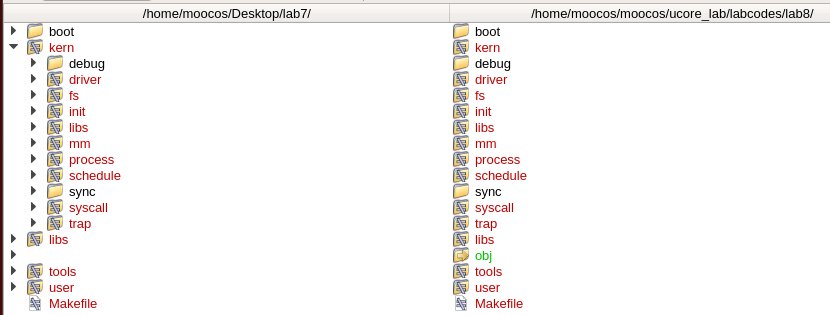 /home/moocos/Desktop/lab7/ /home/moocos/moocos/ucore_lab/labcodes/lab8/
boot boot
kern kern
debug debug
driver driver
fs fs
init init
libs libs
mm mm
process process
schedule schedule
sync sync
syscall syscall
trap trap
libs libs
obj
tools tools
user user
Makefile Makefile